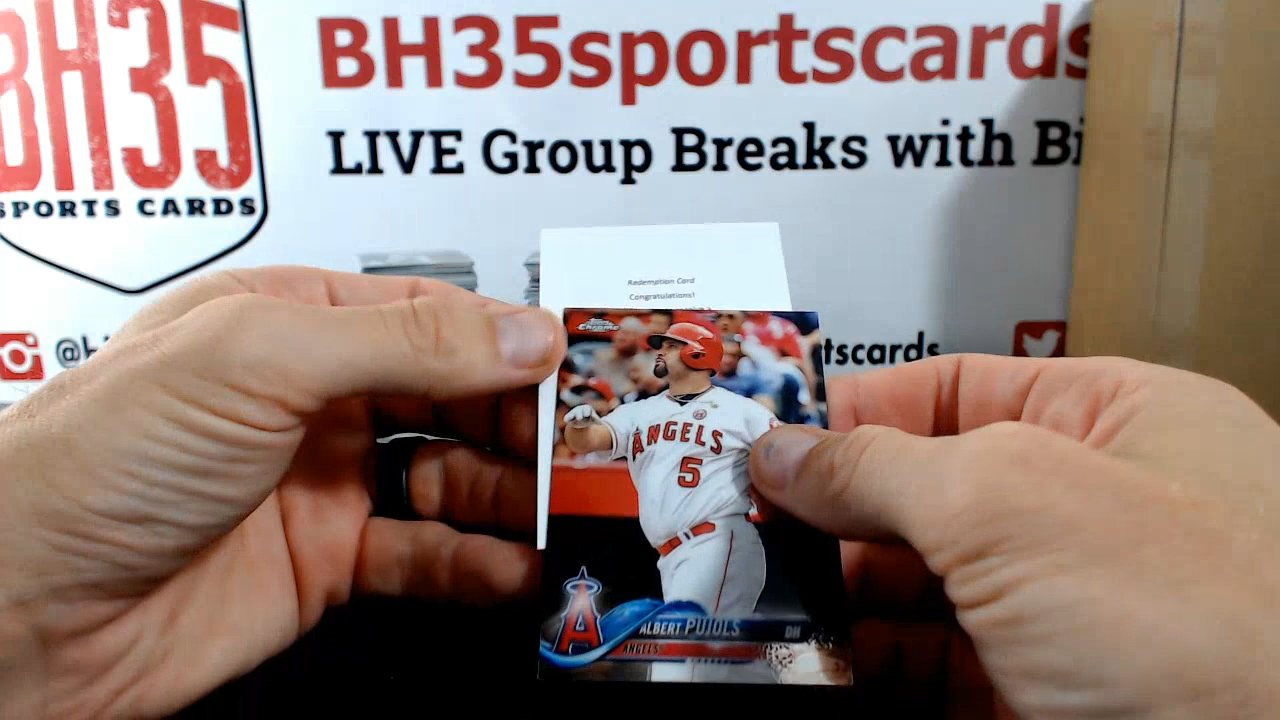 BH35
SPORTS CARDS
BH35sportscards
LIVE Group Breaks with Bi
tscards
Redemption Card
Congratulations!
Topps
Chrome
ANGELS
5
A
ALBERT PUJOLS DH
ANGELS